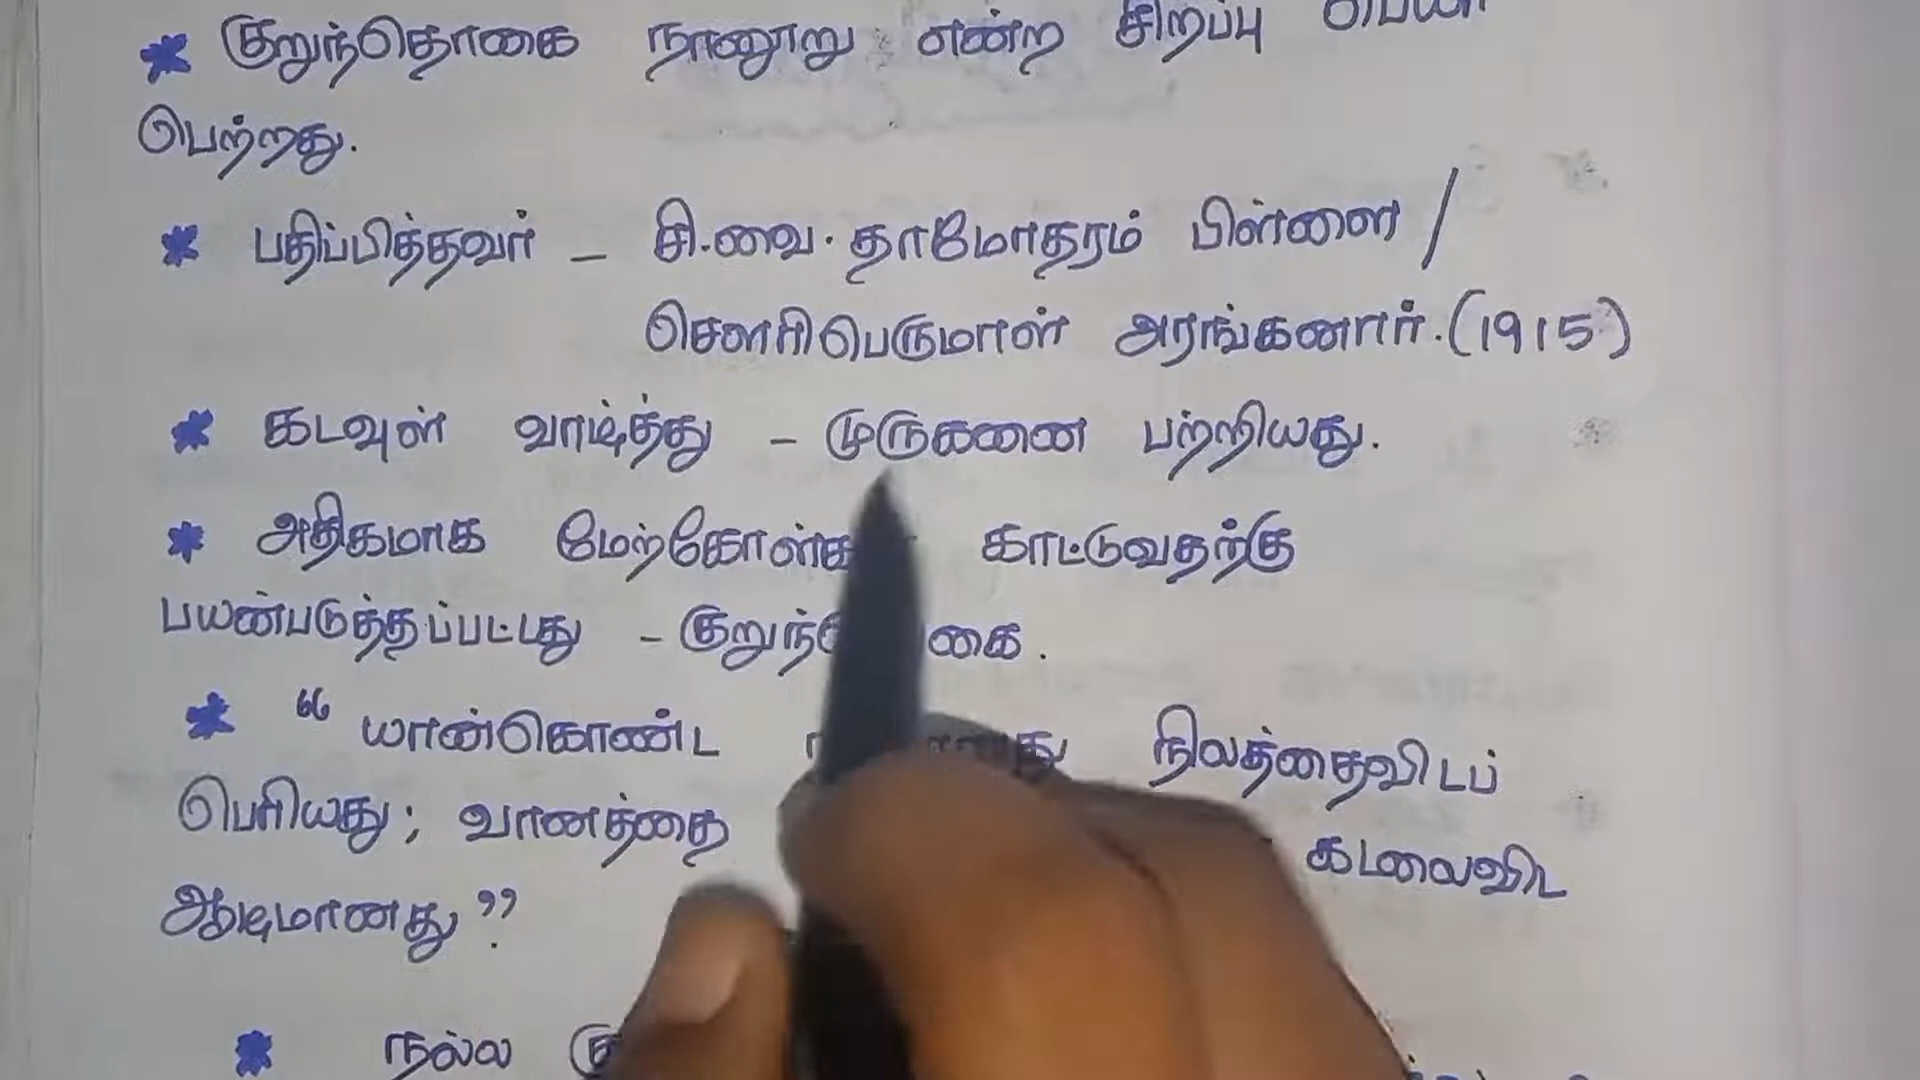 * குறுந்தொகை நானூறு என்ற சிறப்பு
பெற்றது.
* பதிப்பித்தவர் - சி.வை.தாமோதரம் பிள்ளை /
சௌரிபெருமாள் அரங்கனார்.(1915)
* கடவுள் வாழ்த்து - முருகனை பற்றியது.
* அதிகமாக காட்டுவதற்கு
பயண்படுத்தப்பட்டது -
* “ யான்கொண்ட நிலத்தைவிடப்
பெரியது; வானத்தை கடலைவிட
ஆழமானது ”
* நல்ல